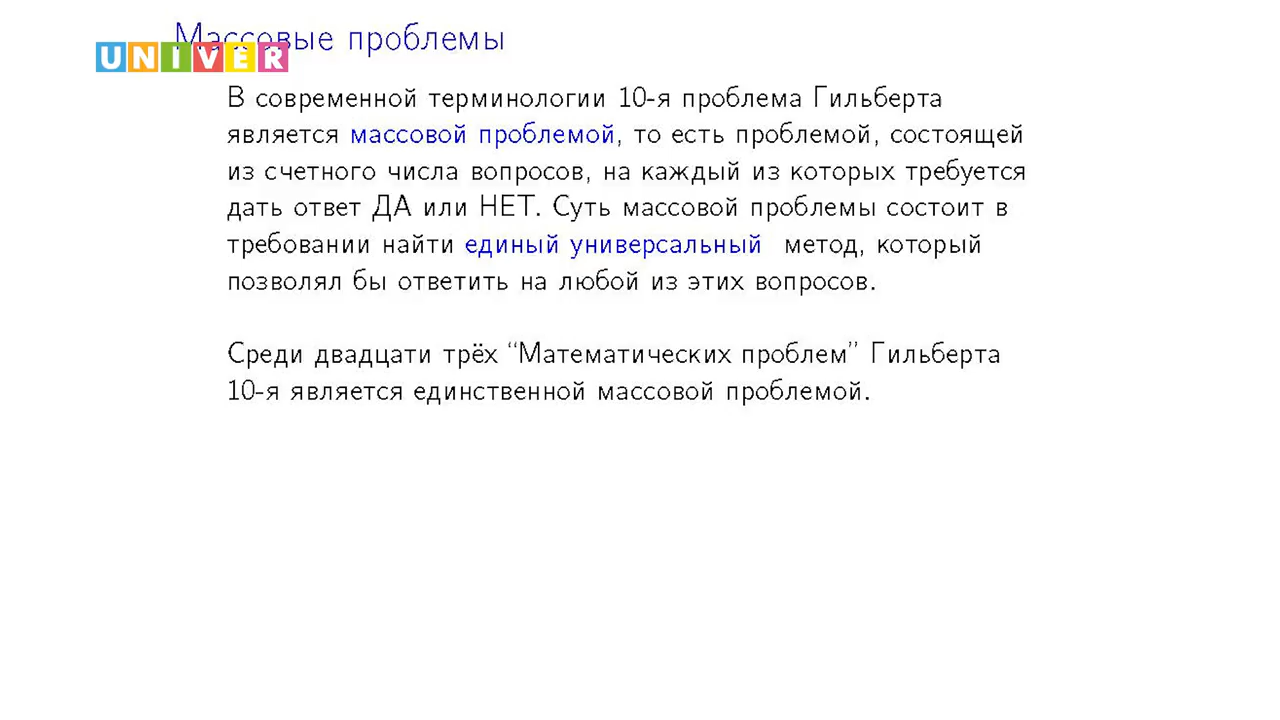 Массовые проблемы
UNIVER
В современной терминологии 10-я проблема Гильберта
является массовой проблемой, то есть проблемой, состоящей
из счетного числа вопросов, на каждый из которых требуется
дать ответ ДА или НЕТ. Суть массовой проблемы состоит в
требовании найти единый универсальный метод, который
позволял бы ответить на любой из этих вопросов.
Среди двадцати трёх “Математических проблем” Гильберта
10-я является единственной массовой проблемой.